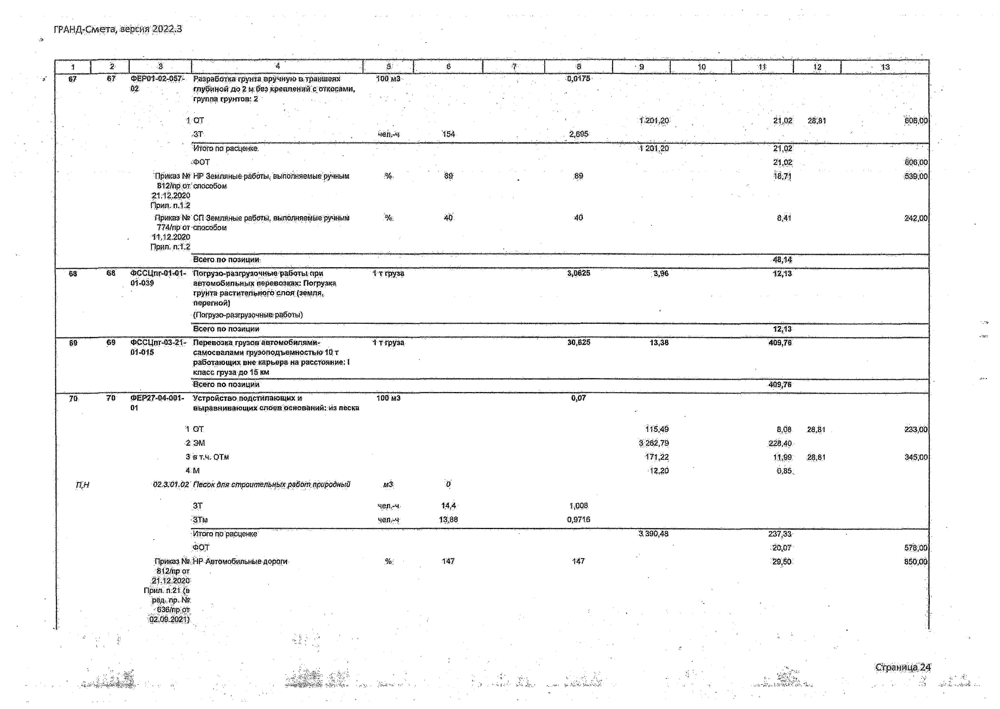 ГРАНД-Смета, версия 2022.3
1 2 3 4 5 6 7 8 9 10 11 12 13
67 67 ФЕР01-02-057- Разработка грунта вручную в траншеях 100 м3 0,0175
02 глубиной до 2 м без креплений с откосами,
группа грунтов: 2
1 ОТ 1 201,20 21,02 28,81 606,00
ЗТ чел.-ч 154 2,695
Итого по расценке 1 201,20 21,02
ФОТ 21,02 606,00
Приказ № НР Земляные работы, выполняемые ручным % 89 89 18,71 539,00
812/пр от способом
21.12.2020
Прил. п.1.2
Приказ № СП Земляные работы, выполняемые ручным % 40 40 8,41 242,00
774/пр от способом
11.12.2020
Прил. п.1.2
Всего по позиции 48,14
68 68 ФССЦпг-01-01- Погрузо-разгрузочные работы при 1 т груза 3,0625 3,96 12,13
01-039 автомобильных перевозках: Погрузка
грунта растительного слоя (земля,
перегной)
(Погрузо-разгрузочные работы)
Всего по позиции 12,13
69 69 ФССЦпг-03-21- Перевозка грузов автомобилями- 1 т груза 30,625 13,38 409,76
01-015 самосвалами грузоподъемностью 10 т
работающих вне карьера на расстояние: I
класс груза до 15 км
Всего по позиции 409,76
70 70 ФЕР27-04-001- Устройство подстилающих и 100 м3 0,07
01 выравнивающих слоев оснований: из песка
1 ОТ 115,49 8,08 28,81 233,00
2 ЭМ 3 262,79 228,40
3 в т.ч. ОТм 171,22 11,99 28,81 345,00
4 М 12,20 0,85
П,Н 02.3.01.02 Песок для строительных работ природный м3 0
ЗТ чел.-ч 14,4 1,008
ЗТм чел.-ч 13,88 0,9716
Итого по расценке 3 390,48 237,33
ФОТ 20,07 578,00
Приказ № НР Автомобильные дороги % 147 147 29,50 850,00
812/пр от
21.12.2020
Прил. п.21 (в
ред. пр. №
636/пр от
02.09.2021)
Страница 24